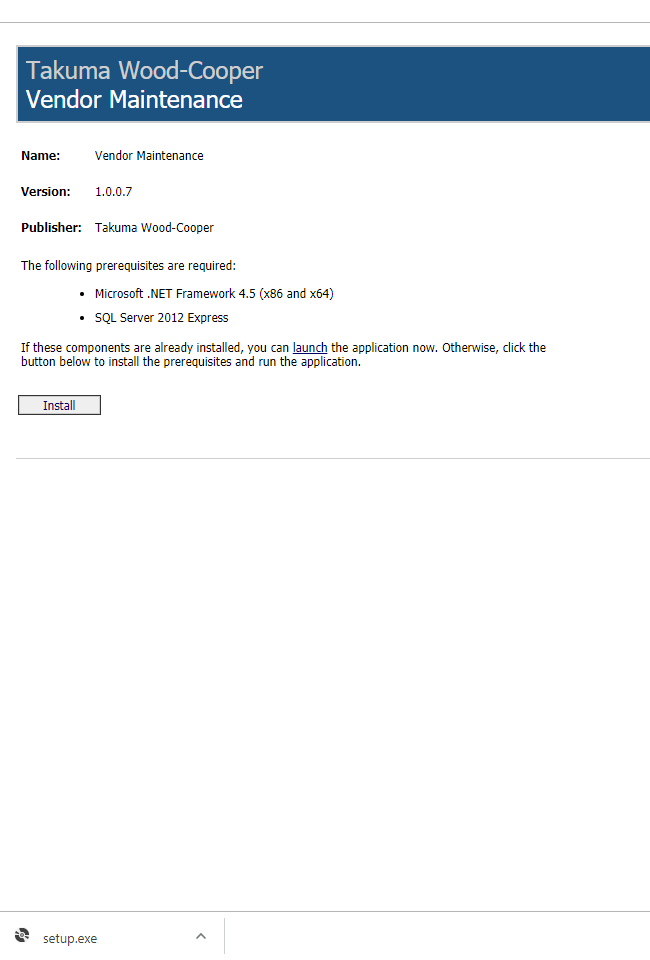 Takuma Wood-Cooper
Vendor Maintenance
Name: Vendor Maintenance
Version: 1.0.0.7
Publisher: Takuma Wood-Cooper
The following prerequisites are required:
• Microsoft .NET Framework 4.5 (x86 and x64)
• SQL Server 2012 Express
If these components are already installed, you can launch the application now. Otherwise, click the
button below to install the prerequisites and run the application.
Install
setup.exe